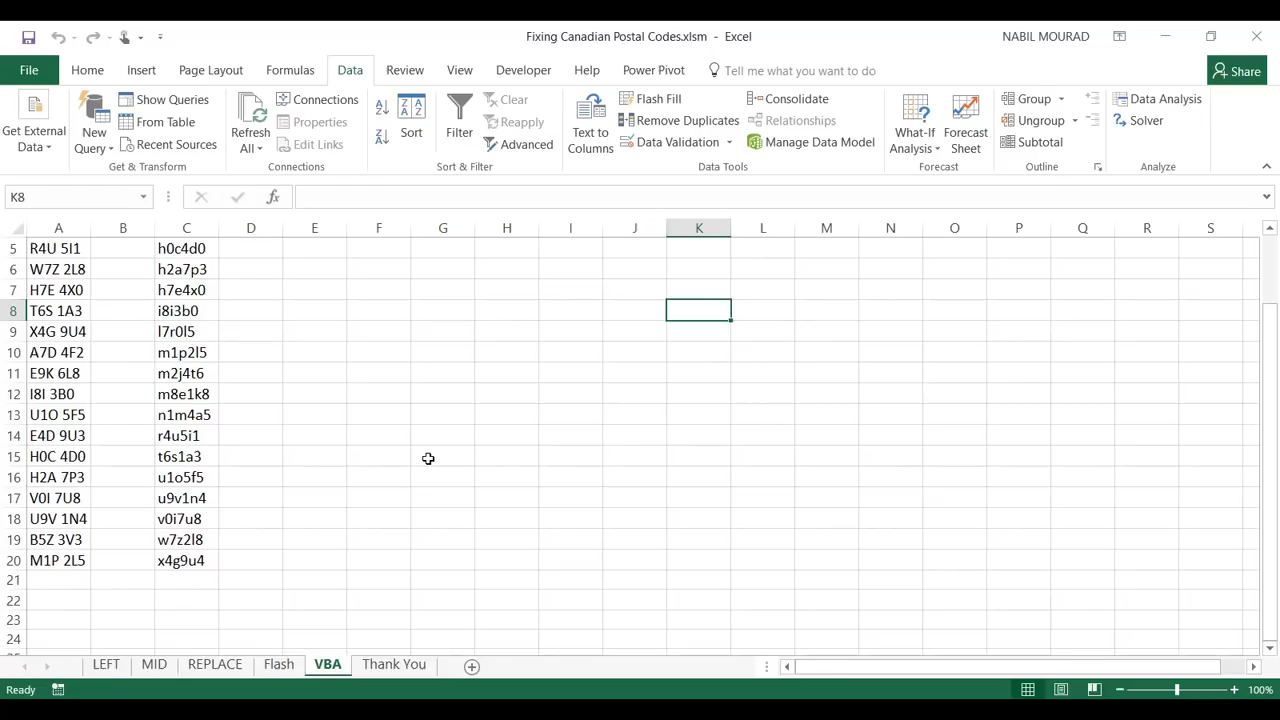 Fixing Canadian Postal Codes.xlsm - Excel
NABIL MOURAD
File Home Insert Page Layout Formulas Data Review View Developer Help Power Pivot Tell me what you want to do Share
Get External Data
New Query
Show Queries
From Table
Recent Sources
Get & Transform
Refresh All
Connections
Properties
Edit Links
Connections
Sort
Filter
Clear
Reapply
Advanced
Sort & Filter
Text to Columns
Flash Fill
Remove Duplicates
Data Validation
Consolidate
Relationships
Manage Data Model
Data Tools
What-If Analysis
Forecast Sheet
Forecast
Group
Ungroup
Subtotal
Outline
Data Analysis
Solver
Analyze
K8
fx
A B C D E F G H I J K L M N O P Q R S
5 R4U 5I1 h0c4d0
6 W7Z 2L8 h2a7p3
7 H7E 4X0 h7e4x0
8 T6S 1A3 i8i3b0
9 X4G 9U4 l7r0l5
10 A7D 4F2 m1p2l5
11 E9K 6L8 m2j4t6
12 I8I 3B0 m8e1k8
13 U1O 5F5 n1m4a5
14 E4D 9U3 r4u5i1
15 H0C 4D0 t6s1a3
16 H2A 7P3 u1o5f5
17 V0I 7U8 u9v1n4
18 U9V 1N4 v0i7u8
19 B5Z 3V3 w7z2l8
20 M1P 2L5 x4g9u4
21
22
23
24
LEFT MID REPLACE Flash VBA Thank You
Ready
100%